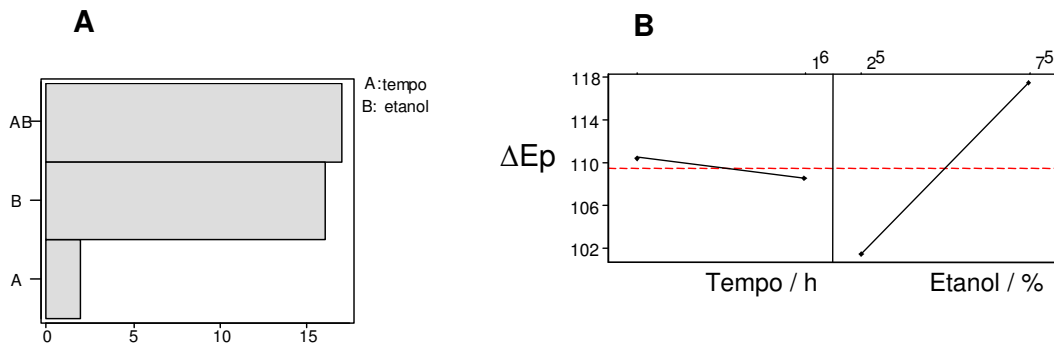 A
A:tempo
B: etanol
AB
B
A
0 5 10 15
B
16 25 75
118
114
110
106
102
ΔEp
Tempo / h Etanol / %